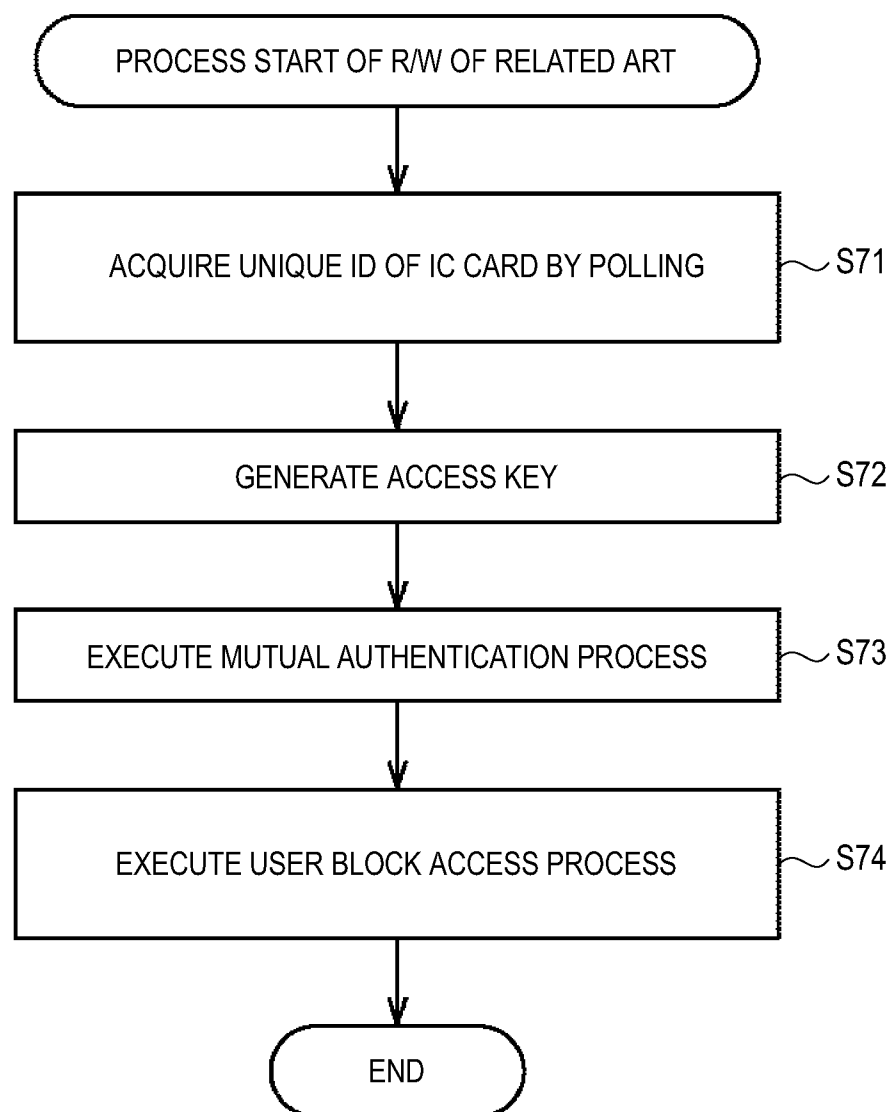 PROCESS START OF R/W OF RELATED ART
ACQUIRE UNIQUE ID OF IC CARD BY POLLING
S71
GENERATE ACCESS KEY
S72
EXECUTE MUTUAL AUTHENTICATION PROCESS
S73
EXECUTE USER BLOCK ACCESS PROCESS
S74
END